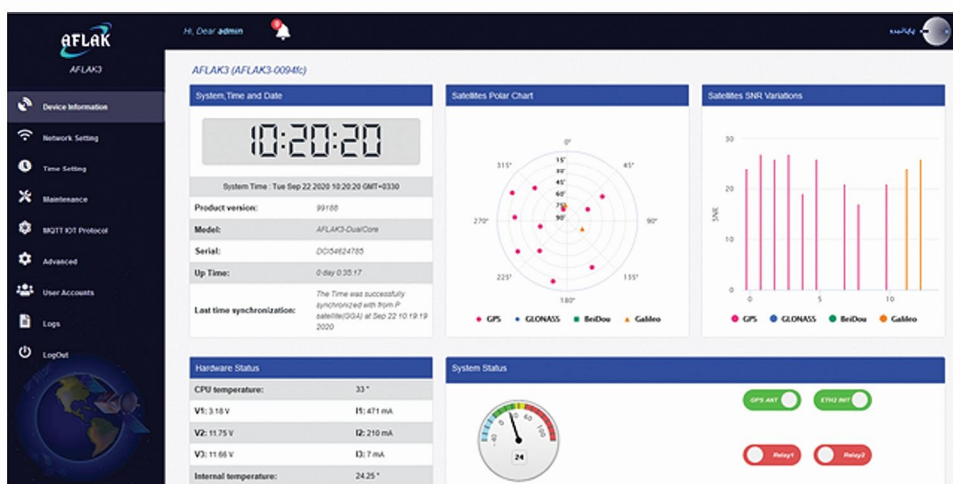 AFLAK
AFLAK3
Device Information
Network Setting
Time Setting
Maintenance
MQTT IOT Protocol
Advanced
User Accounts
Logs
LogOut
Hi, Dear admin
AFLAK3 (AFLAK3-0094fc)
System,Time and Date
10:20:20
System Time : Tue Sep 22 2020 10:20:20 GMT+0330
Product version: 99188
Model: AFLAK3-DualCore
Serial: DCI54624785
Up Time: 0 day 0:35:17
Last time synchronization:
The Time was successfully
synchronized with from P
satellite(GGA) at Sep 22 10:19:19
2020
Satellites Polar Chart
0°
315° 45°
15°
45°
60°
90°
270° 90°
225° 135°
180°
GPS GLONASS BeiDou Galileo
Satellites SNR Variations
SNR
30
20
10
0
0 5 10
GPS GLONASS BeiDou Galileo
Hardware Status
CPU temperature: 33 °
V1: 3.18 V I1: 471 mA
V2: 11.75 V I2: 210 mA
V3: 11.66 V I3: 7 mA
Internal temperature: 24.25 °
System Status
-40 0 60 100
24
GPS ANT ETH2 INIT
Relay1 Relay2